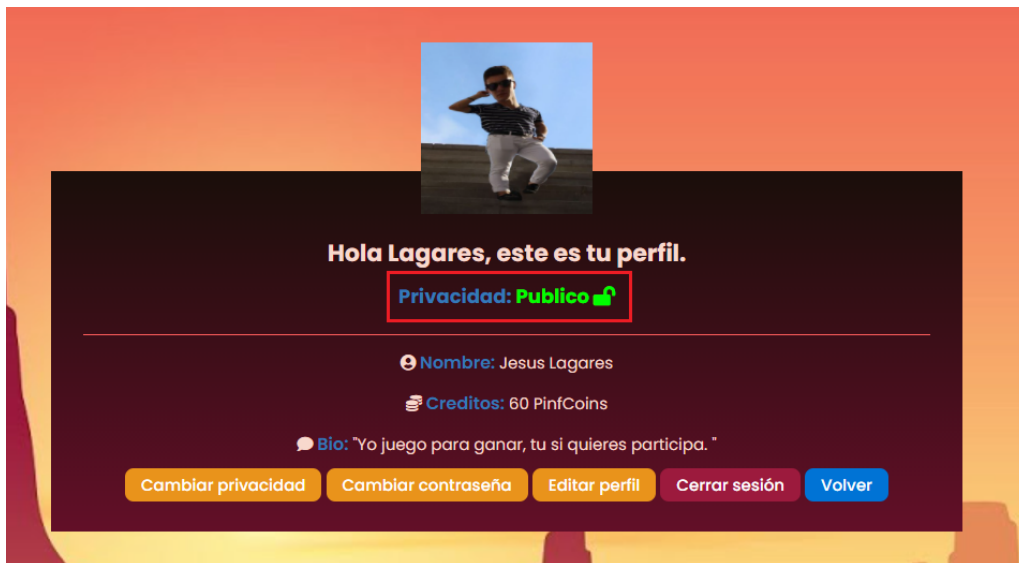 Hola Lagares, este es tu perfil.
Privacidad: Publico
Nombre: Jesus Lagares
Creditos: 60 PinfCoins
Bio: "Yo juego para ganar, tu si quieres participa. "
Cambiar privacidad Cambiar contraseña Editar perfil Cerrar sesión Volver